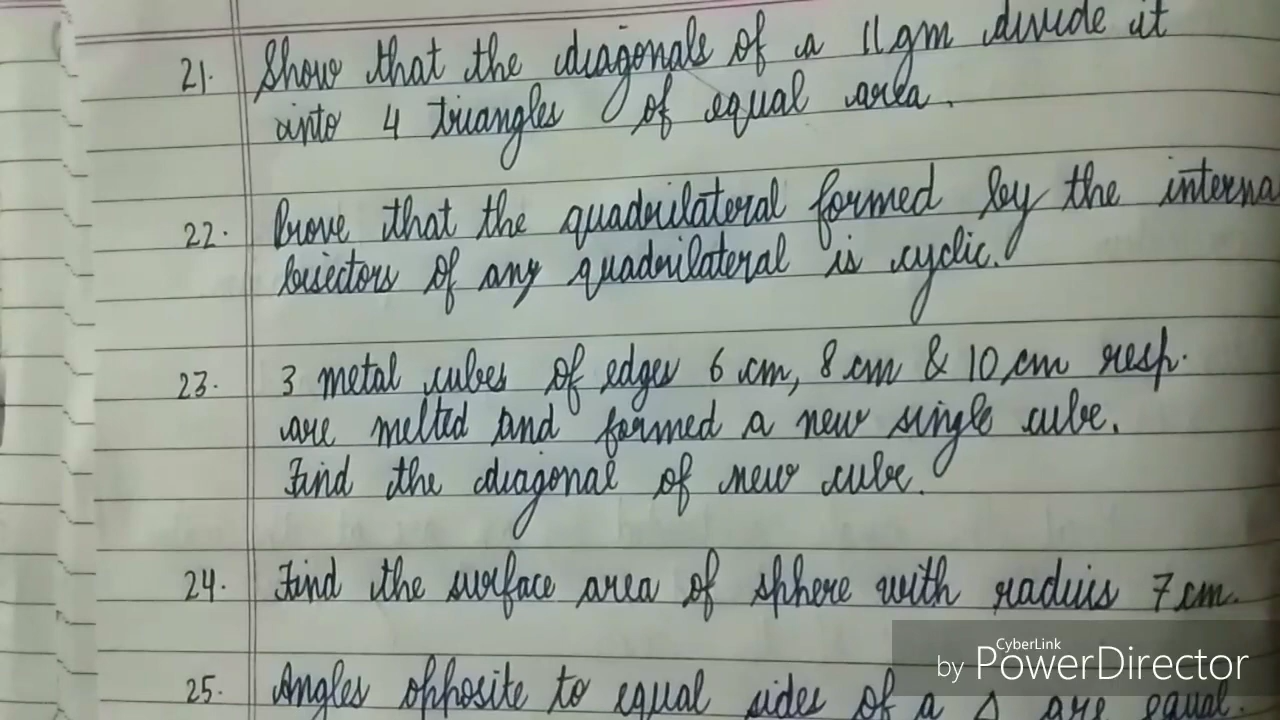 21. Show that the diagonals of a ||gm divide it
into 4 triangles of equal area.
22. Prove that the quadrilateral formed by the interna
bisectors of any quadrilateral is cyclic.
23. 3 metal cubes of edges 6 cm, 8 cm & 10 cm resp.
are melted and formed a new single cube.
Find the diagonal of new cube.
24. Find the surface area of sphere with radius 7 cm.
25. Angles opposite to equal sides of a Δ are equal.
CyberLink
by PowerDirector